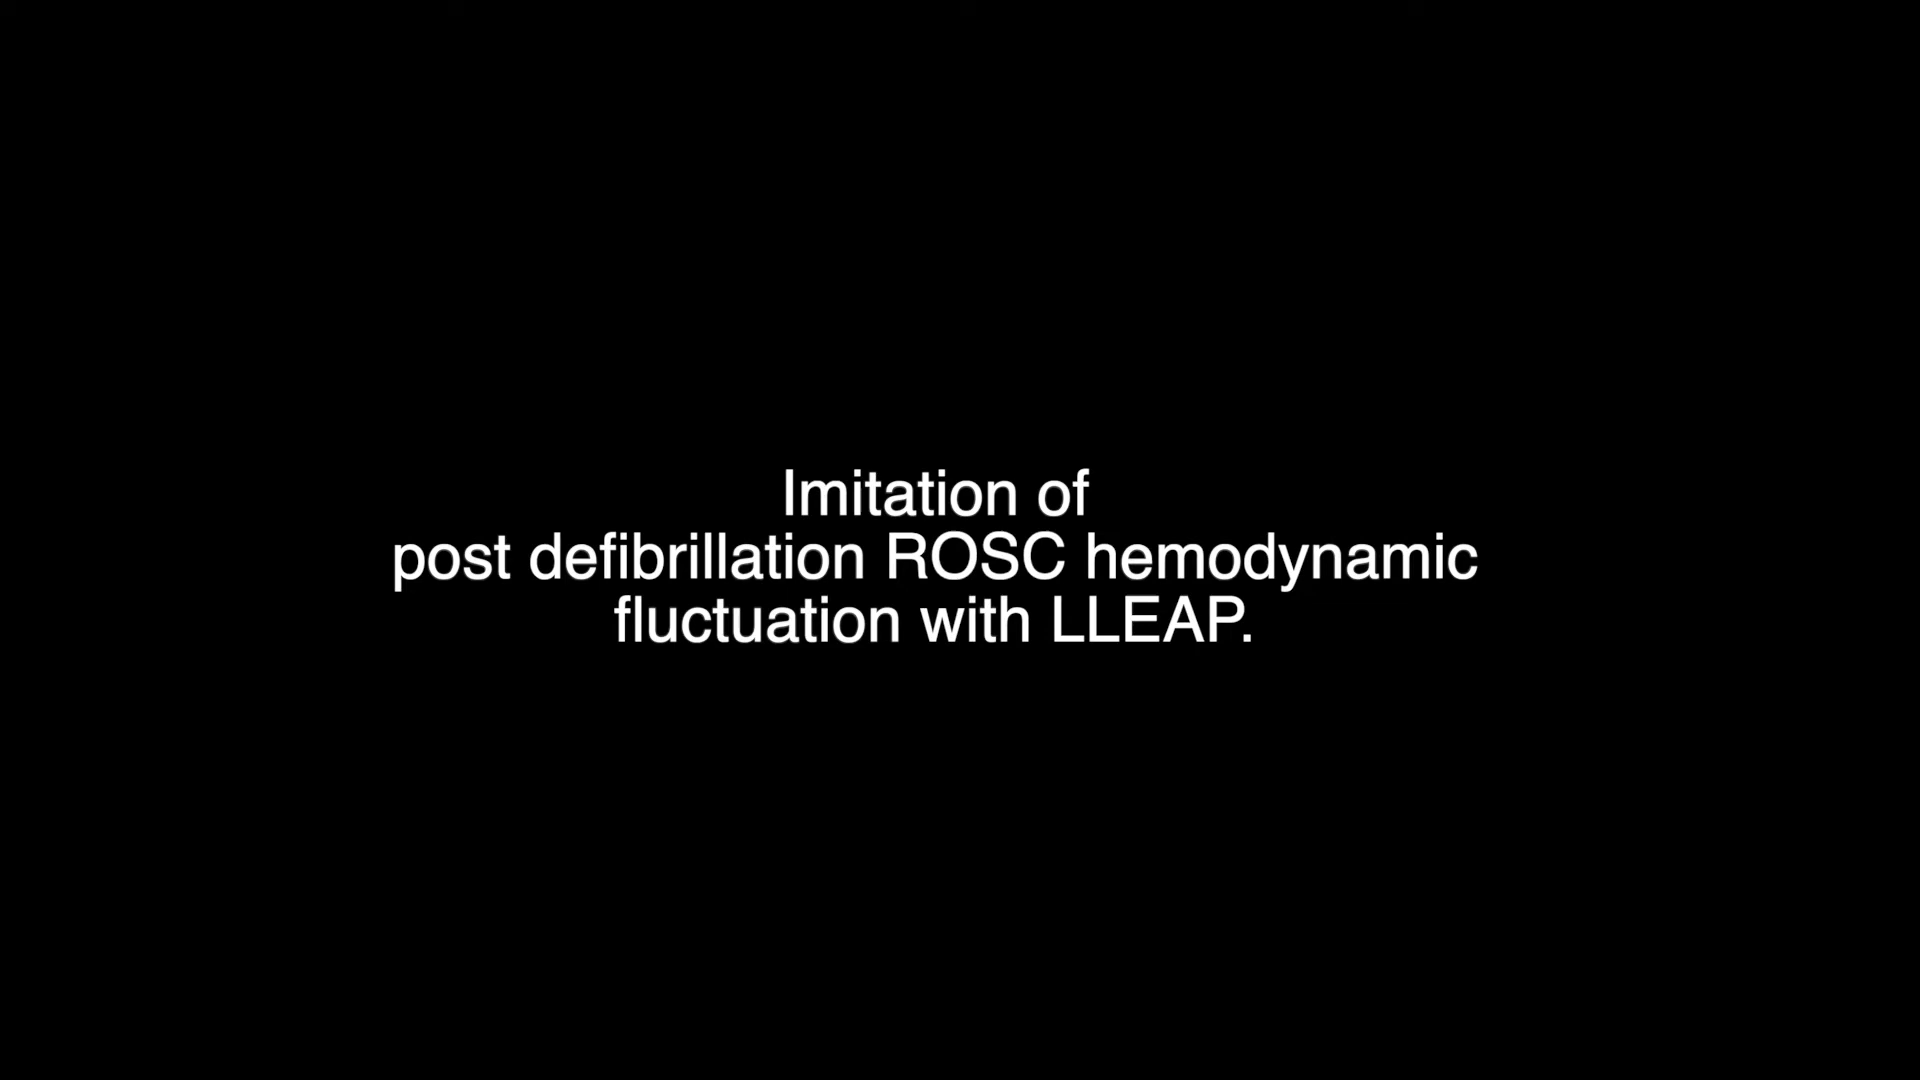 Imitation of
post defibrillation ROSC hemodynamic
fluctuation with LLEAP.